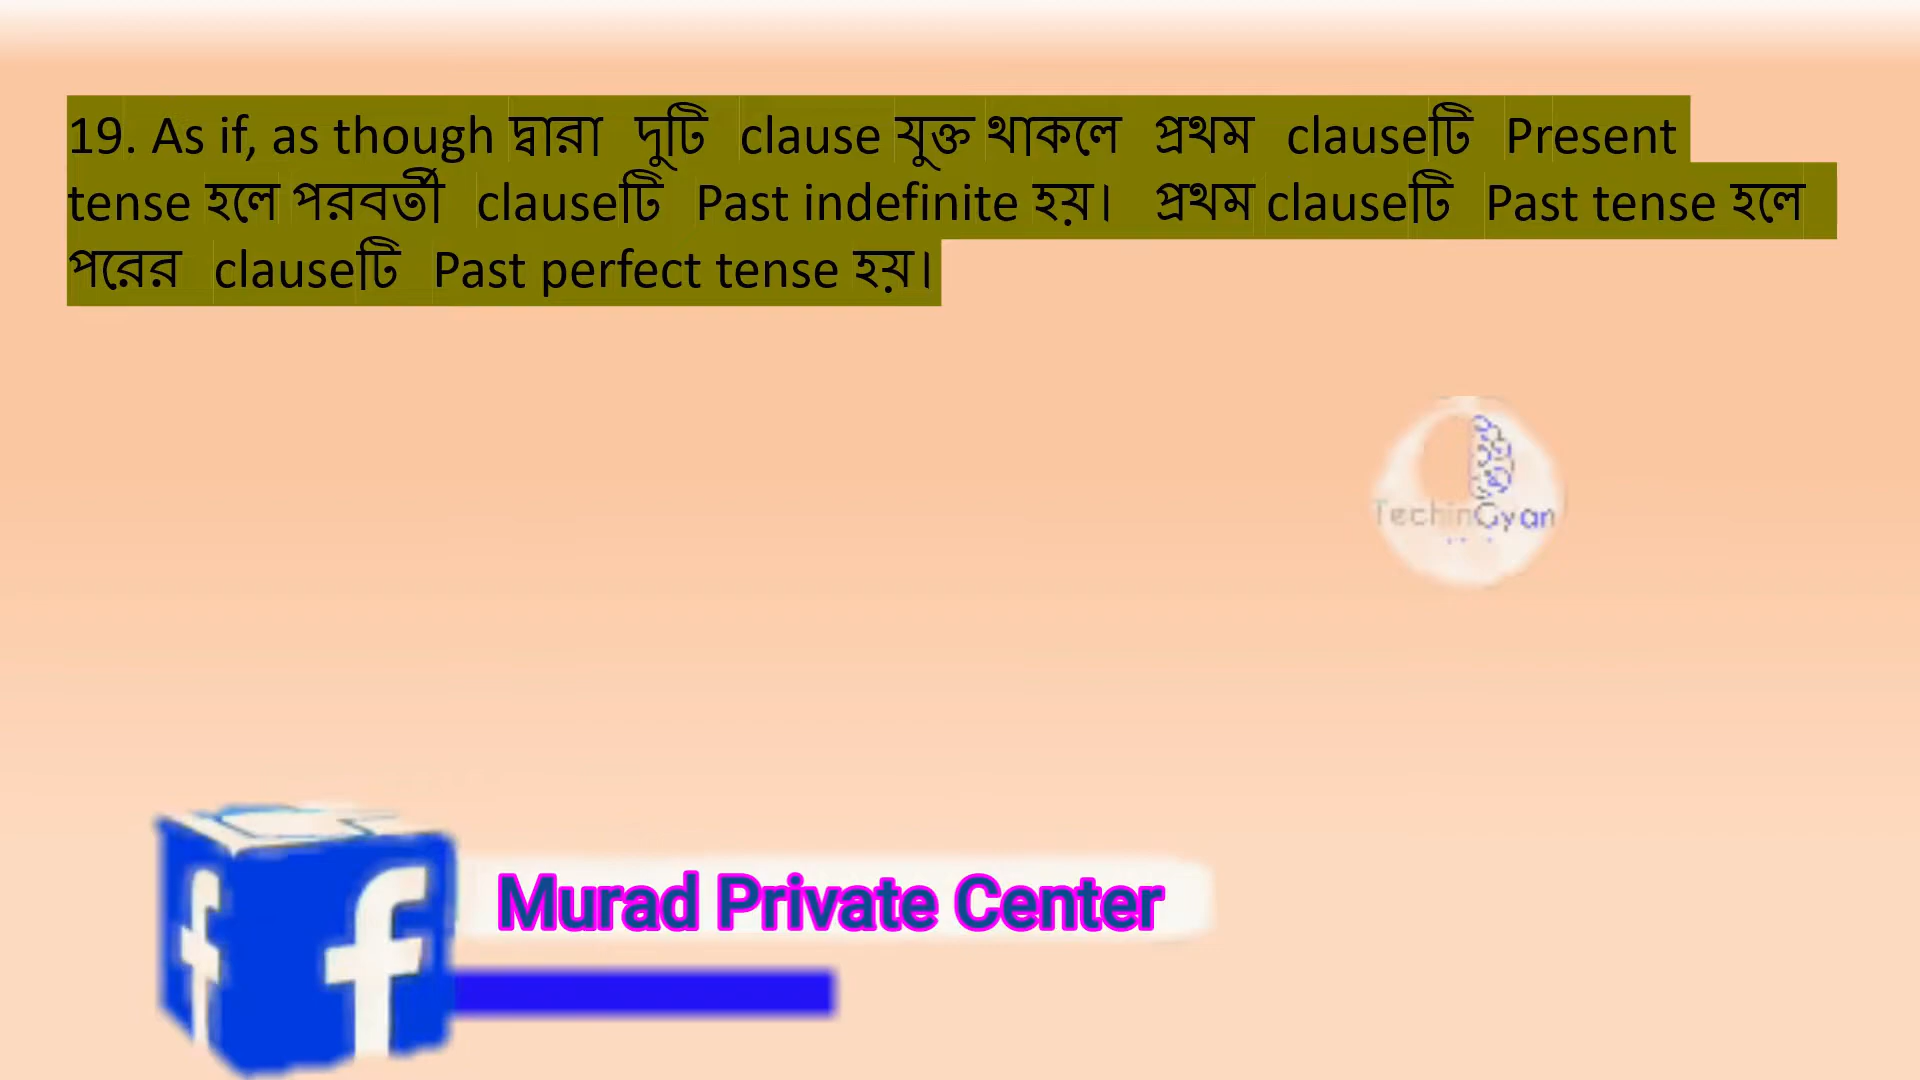 19. As if, as though দ্বারা দুটি clause যুক্ত থাকলে প্রথম clauseটি Present
tense হলে পরবর্তী clauseটি Past indefinite হয়। প্রথম clauseটি Past tense হলে
পরের clauseটি Past perfect tense হয়।
TechinGyan
Murad Private Center